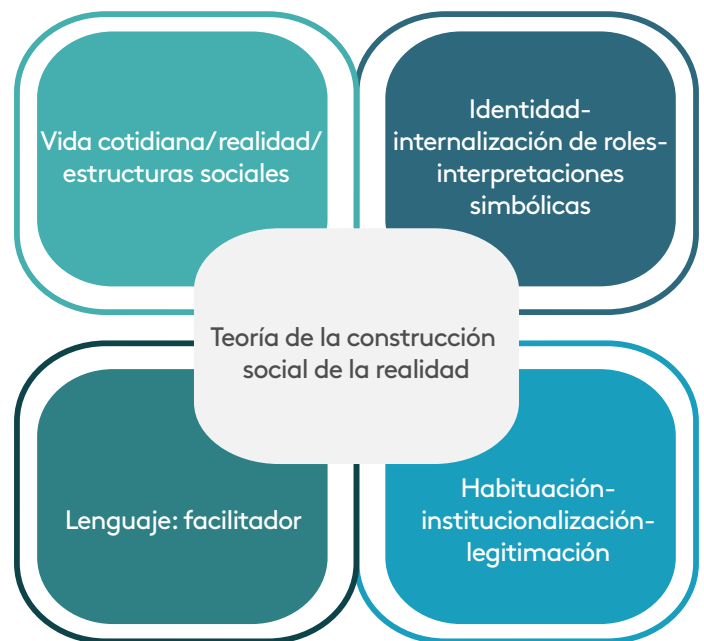 Vida cotidiana/realidad/
estructuras sociales
Identidad-
internalización de roles-
interpretaciones
simbólicas
Teoría de la construcción
social de la realidad
Lenguaje: facilitador
Habituación-
institucionalización-
legitimación